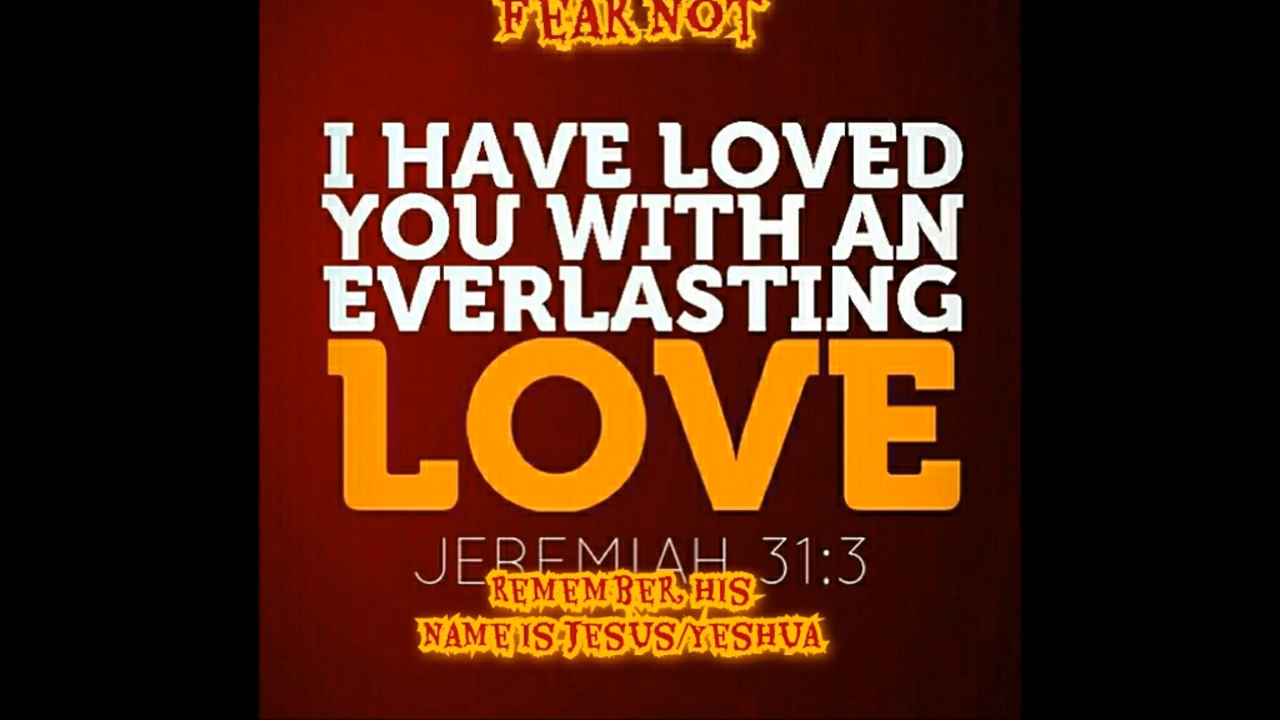 FEAR NOT
I HAVE LOVED
YOU WITH AN
EVERLASTING
LOVE
JEREMIAH 31:3
REMEMBER, HIS
NAME IS JESUS/YESHUA